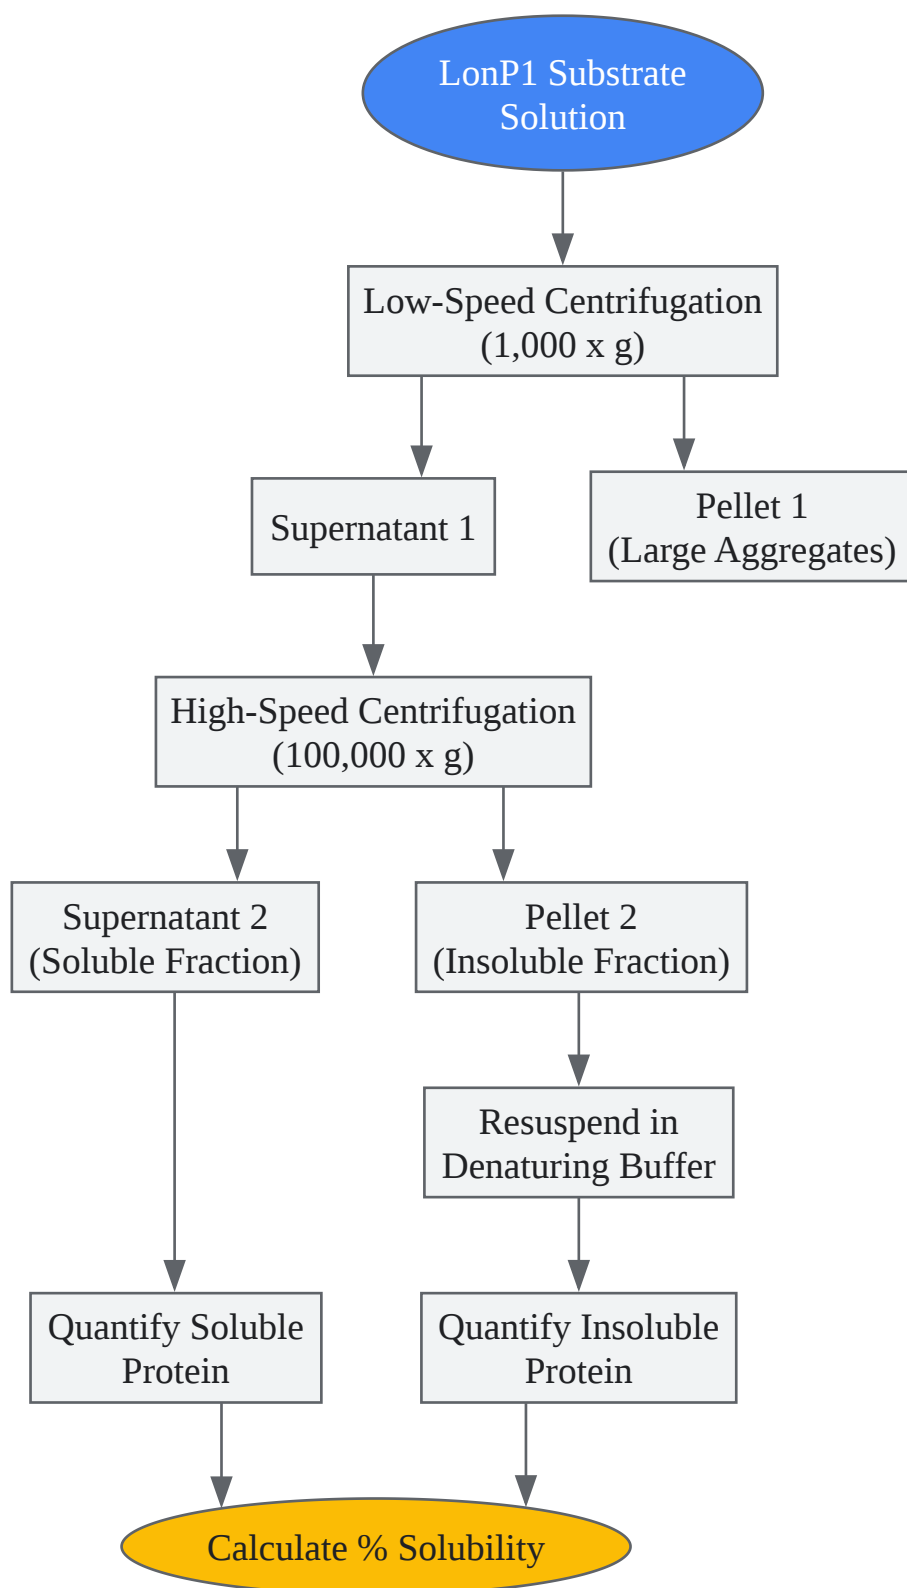 LonP1 Substrate
Solution
Low-Speed Centrifugation
(1,000 x g)
Supernatant 1
Pellet 1
(Large Aggregates)
High-Speed Centrifugation
(100,000 x g)
Supernatant 2
(Soluble Fraction)
Pellet 2
(Insoluble Fraction)
Resuspend in
Denaturing Buffer
Quantify Soluble
Protein
Quantify Insoluble
Protein
Calculate % Solubility